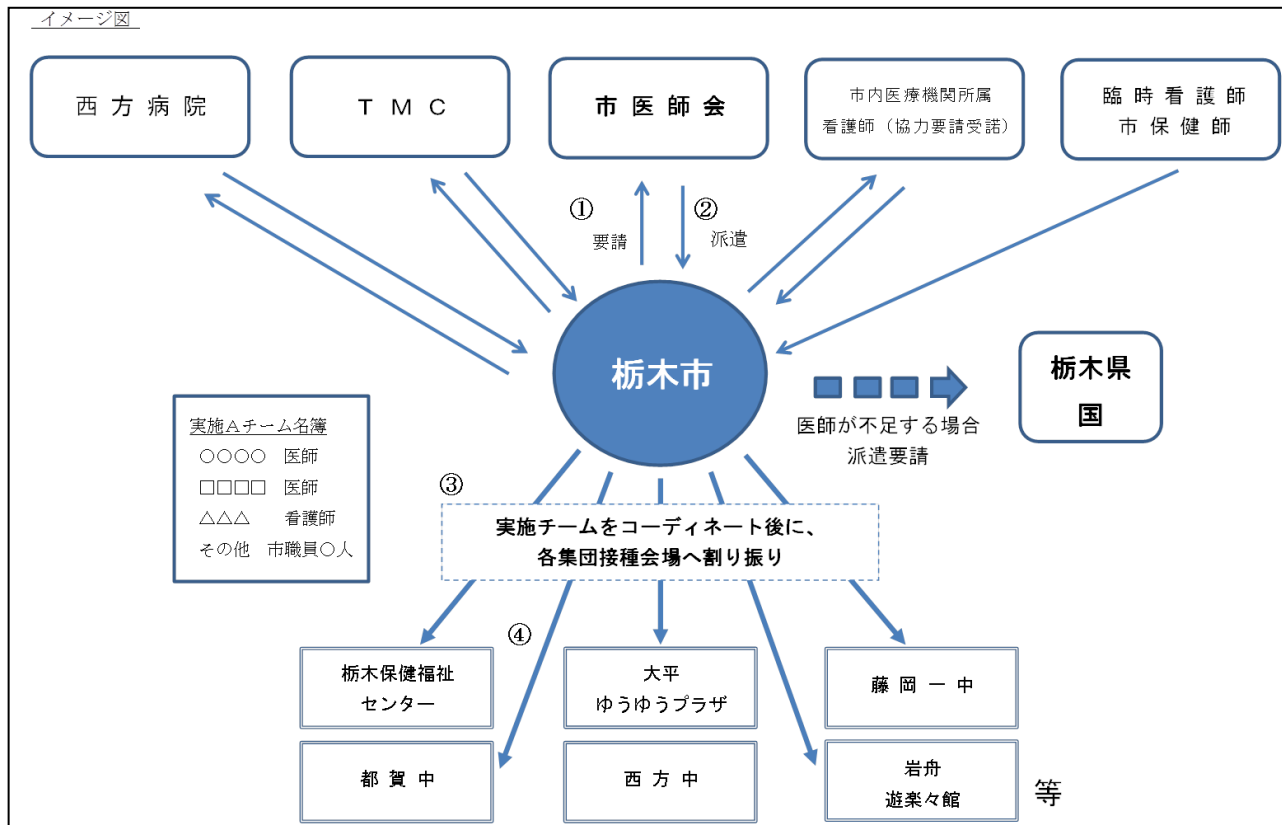 イメージ図
西方病院
TMC
市医師会
市内医療機関所属
看護師（協力要請受諾）
臨時看護師
市保健師
①
要請
②
派遣
栃木市
医師が不足する場合
派遣要請
栃木県
国
実施Aチーム名簿
○○○○　医師
□□□□　医師
△△△　看護師
その他　市職員○人
③
実施チームをコーディネート後に、
各集団接種会場へ割り振り
④
栃木保健福祉
センター
大平
ゆうゆうプラザ
藤岡一中
都賀中
西方中
岩舟
遊楽々館
等